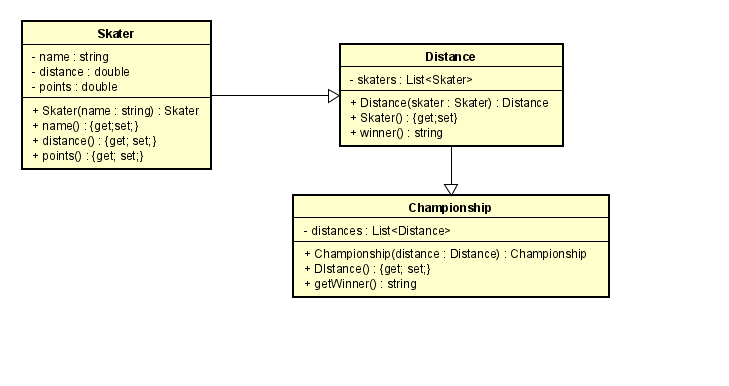 Skater
- name : string
- distance : double
- points : double
+ Skater(name : string) : Skater
+ name() : {get;set;}
+ distance() : {get; set;}
+ points() : {get; set;}
Distance
- skaters : List<Skater>
+ Distance(skater : Skater) : Distance
+ Skater() : {get;set}
+ winner() : string
Championship
- distances : List<Distance>
+ Championship(distance : Distance) : Championship
+ DIstance() : {get; set;}
+ getWinner() : string